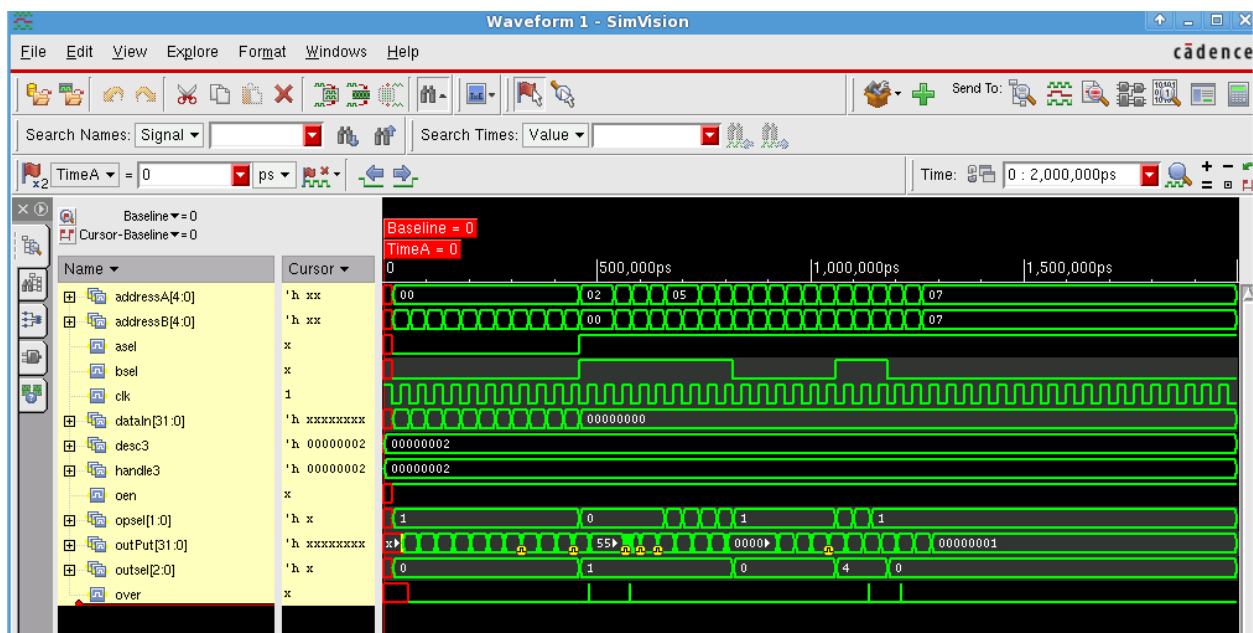 Waveform 1 - SimVision
File Edit View Explore Format Windows Help cādence
Send To:
Search Names: Signal Search Times: Value
x2 TimeA = 0 ps Time: 0 : 2,000,000ps
Baseline = 0
Cursor-Baseline = 0
Baseline = 0
TimeA = 0
Name Cursor 0 500,000ps 1,000,000ps 1,500,000ps
addressA[4:0] 'h xx 00 02 05 07
addressB[4:0] 'h xx 00 07
asel x
bsel x
clk 1
dataIn[31:0] 'h xxxxxxxx 00000000
desc3 'h 00000002 00000002
handle3 'h 00000002 00000002
oen x
opsel[1:0] 'h x 1 0 1 1
outPut[31:0] 'h xxxxxxxx x 55 0000 00000001
outsel[2:0] 'h x 0 1 0 4 0
over x